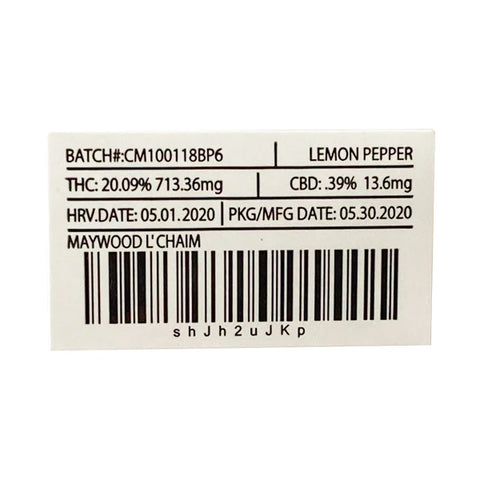 BATCH#:CM100118BP6 LEMON PEPPER
THC: 20.09% 713.36mg CBD: .39% 13.6mg
HRV.DATE: 05.01.2020 PKG/MFG DATE: 05.30.2020
MAYWOOD L'CHAIM
shJh2uJKp